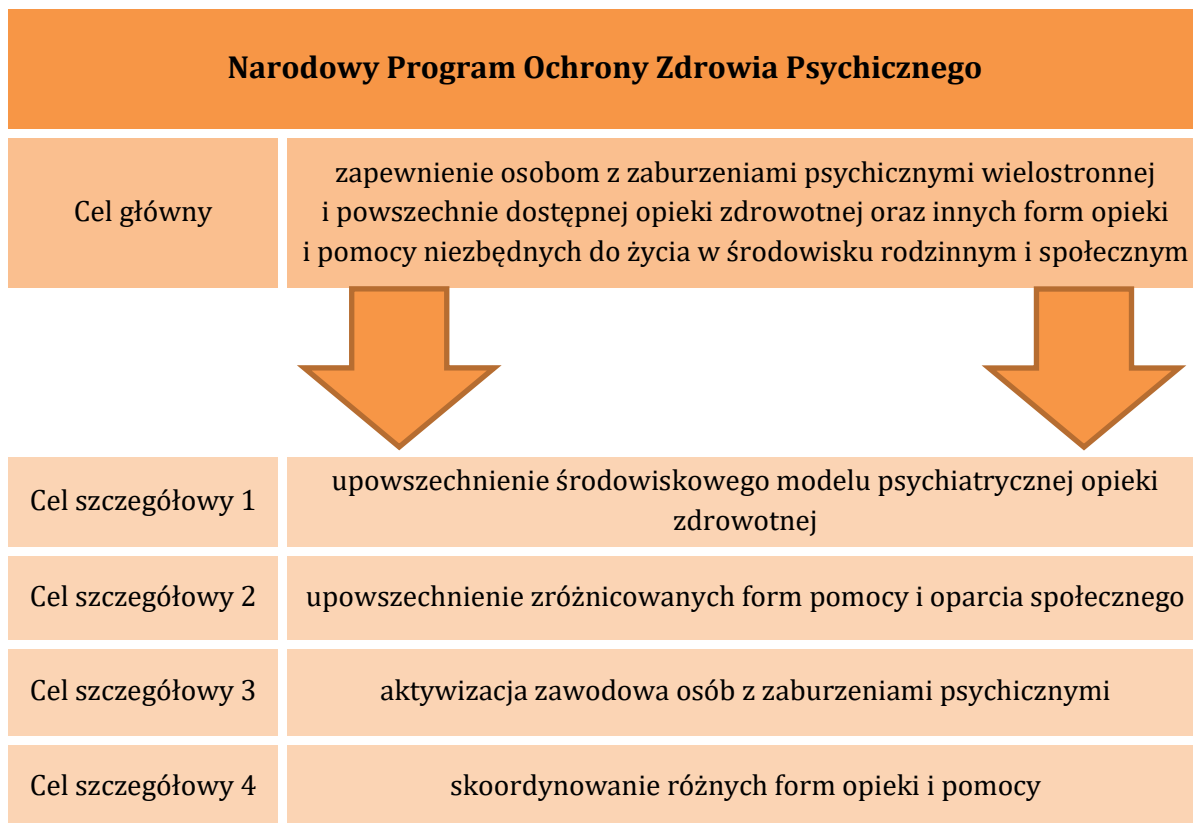 Narodowy Program Ochrony Zdrowia Psychicznego
Cel główny
zapewnienie osobom z zaburzeniami psychicznymi wielostronnej
i powszechnie dostępnej opieki zdrowotnej oraz innych form opieki
i pomocy niezbędnych do życia w środowisku rodzinnym i społecznym
Cel szczegółowy 1
upowszechnienie środowiskowego modelu psychiatrycznej opieki
zdrowotnej
Cel szczegółowy 2
upowszechnienie zróżnicowanych form pomocy i oparcia społecznego
Cel szczegółowy 3
aktywizacja zawodowa osób z zaburzeniami psychicznymi
Cel szczegółowy 4
skoordynowanie różnych form opieki i pomocy